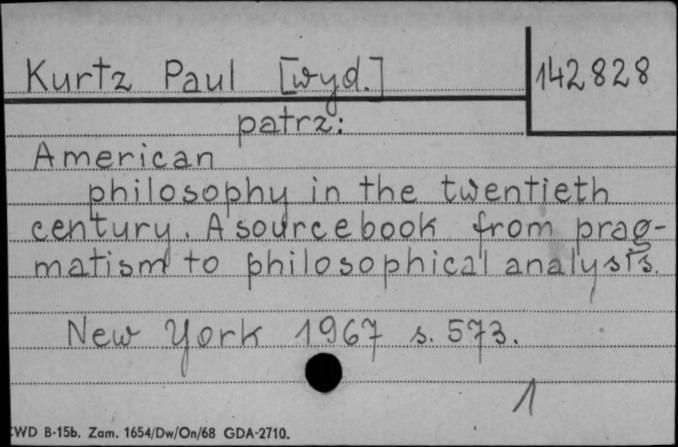 Kurtz Paul [wyd.] 142828
patrz:
American
philosophy in the twentieth
century. A sourcebook from prag-
matism to philosophical analysis.
New York 1967 s. 573.
1
WD B-15b. Zam. 1654/Dw/On/68 GDA-2710.